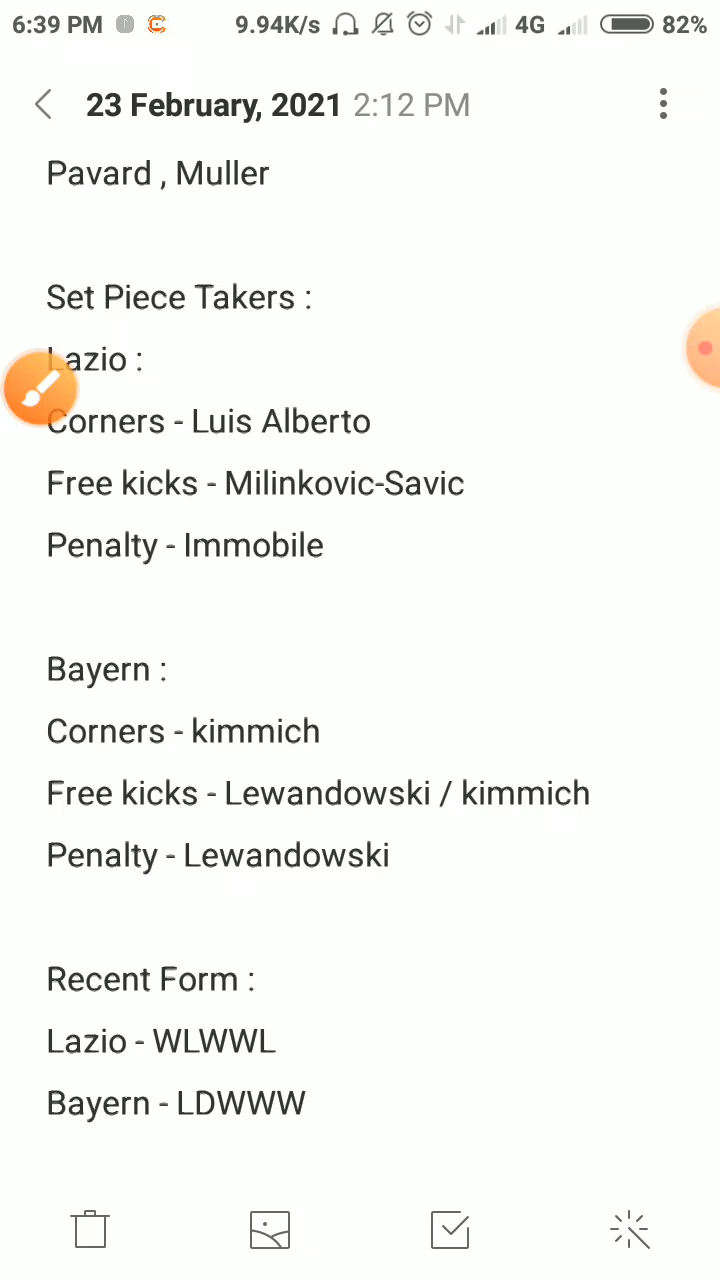 6:39 PM 9.94K/s 4G 82%
23 February, 2021 2:12 PM
Pavard , Muller
Set Piece Takers :
Lazio :
Corners - Luis Alberto
Free kicks - Milinkovic-Savic
Penalty - Immobile
Bayern :
Corners - kimmich
Free kicks - Lewandowski / kimmich
Penalty - Lewandowski
Recent Form :
Lazio - WLWWL
Bayern - LDWWW